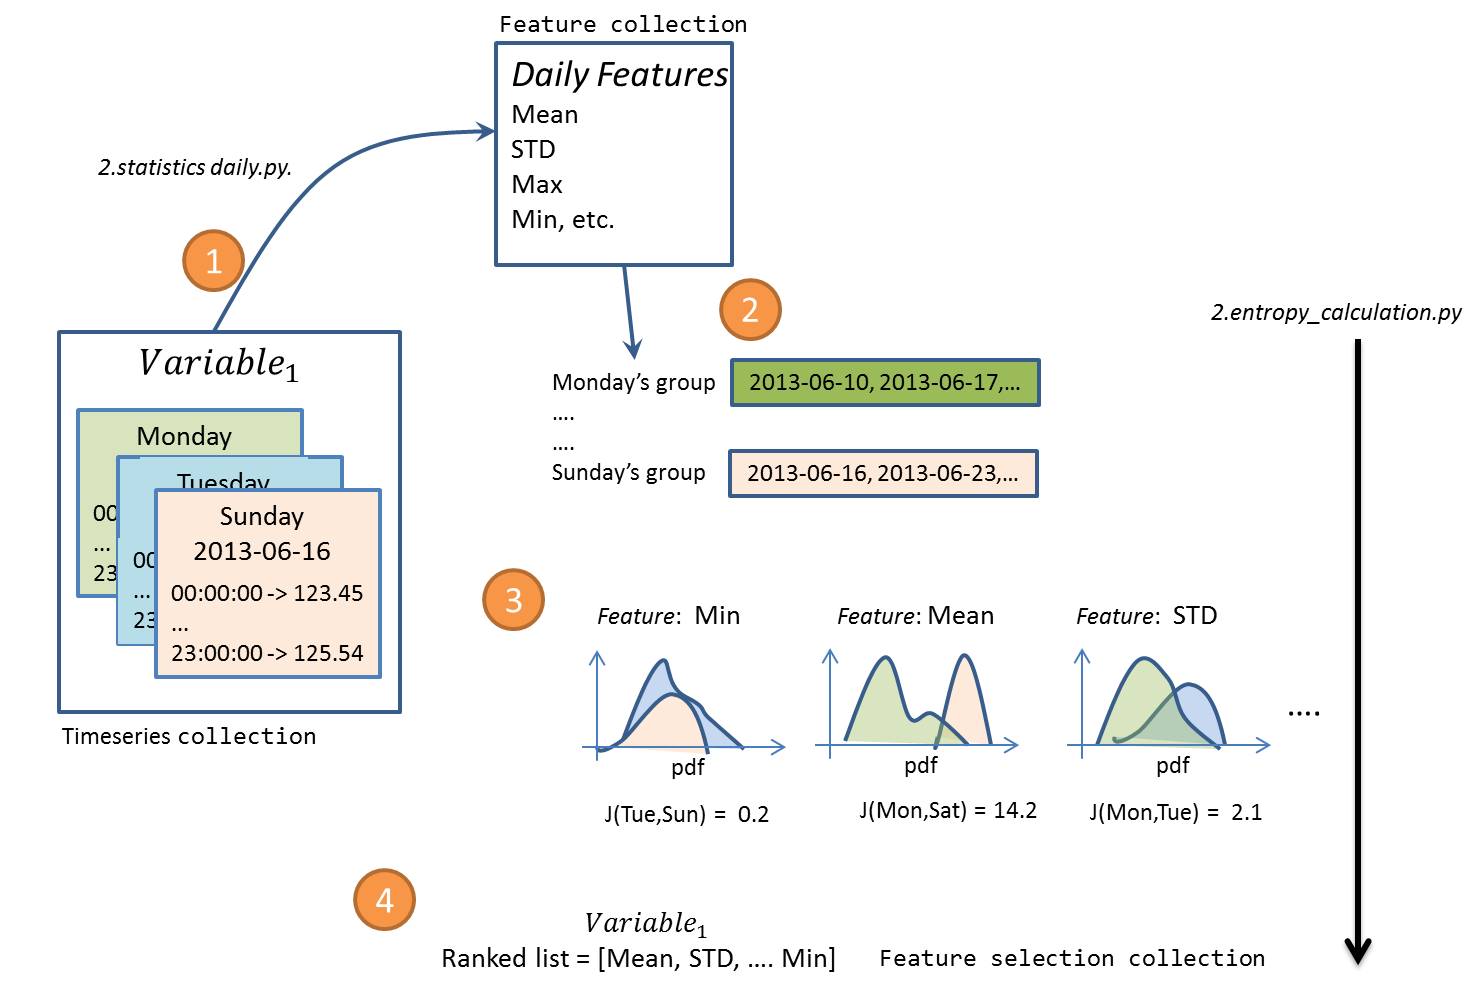 Feature collection
Daily Features
Mean
STD
Max
Min, etc.
2.statistics daily.py.
1
2
2.entropy_calculation.py
Variable1
Monday
00
...
23
Tuesday
00
...
23
Sunday
2013-06-16
00:00:00 -> 123.45
...
23:00:00 -> 125.54
Timeseries collection
Monday’s group 2013-06-10, 2013-06-17,...
....
....
Sunday’s group 2013-06-16, 2013-06-23,...
3
Feature: Min
pdf
J(Tue,Sun) = 0.2
Feature: Mean
pdf
J(Mon,Sat) = 14.2
Feature: STD
pdf
J(Mon,Tue) = 2.1
....
4
Variable1
Ranked list = [Mean, STD, .... Min]
Feature selection collection